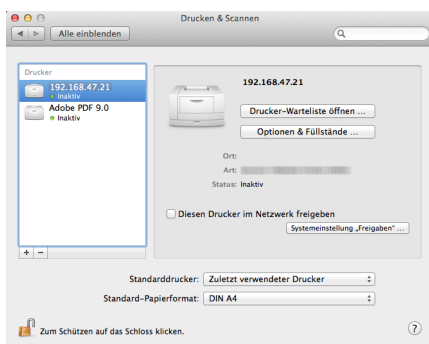 Drucken & Scannen
Alle einblenden
Drucker
192.168.47.21
Inaktiv
Adobe PDF 9.0
Inaktiv
192.168.47.21
Drucker-Warteliste öffnen ...
Optionen & Füllstände ...
Ort:
Art:
Status: Inaktiv
Diesen Drucker im Netzwerk freigeben
Systemeinstellung „Freigaben“ ...
+ −
Standarddrucker: Zuletzt verwendeter Drucker
Standard-Papierformat: DIN A4
Zum Schützen auf das Schloss klicken.
?